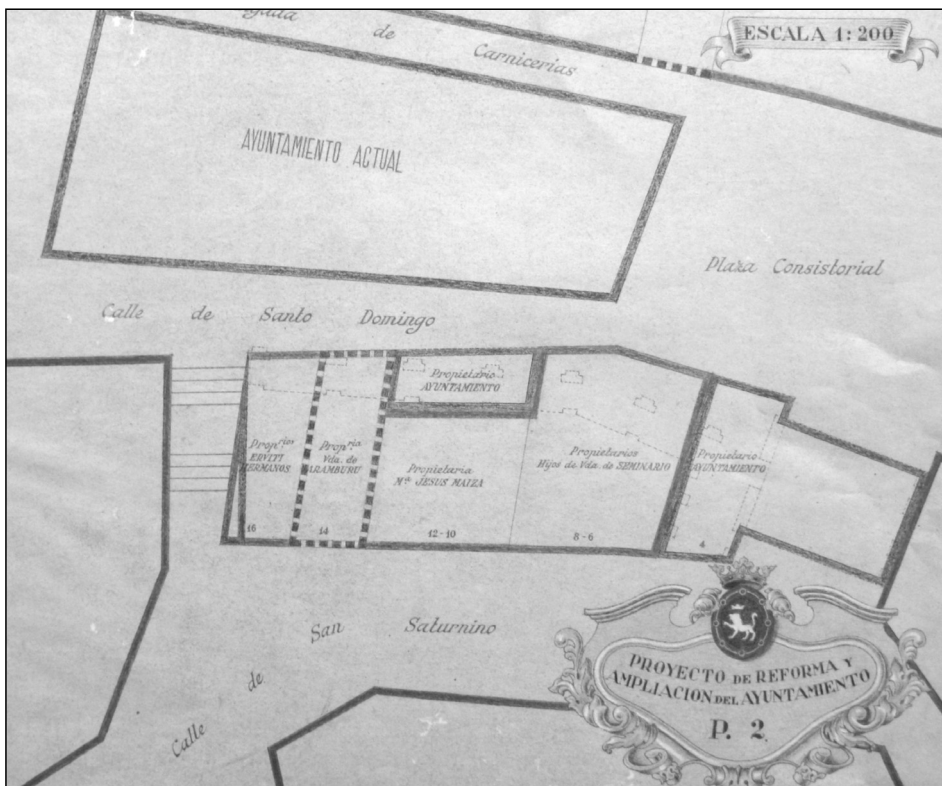 ESCALA 1:200
de
Carnicerias
AYUNTAMIENTO ACTUAL
Plaza Consistorial
Calle de Santo Domingo
Propietario
AYUNTAMIENTO
Propᵣⁱᵒˢ
ERVITI
HERMANOS
Propᵣⁱᵃ
Vda. de
ARAMBURU
Propietaria
Mª JESUS MAIZA
Propietarios
Hijos de Vda. de SEMINARIO
Propietario
AYUNTAMIENTO
16
14
12-10
8-6
4
Calle de San Saturnino
PROYECTO DE REFORMA Y
AMPLIACION DEL AYUNTAMIENTO
P. 2